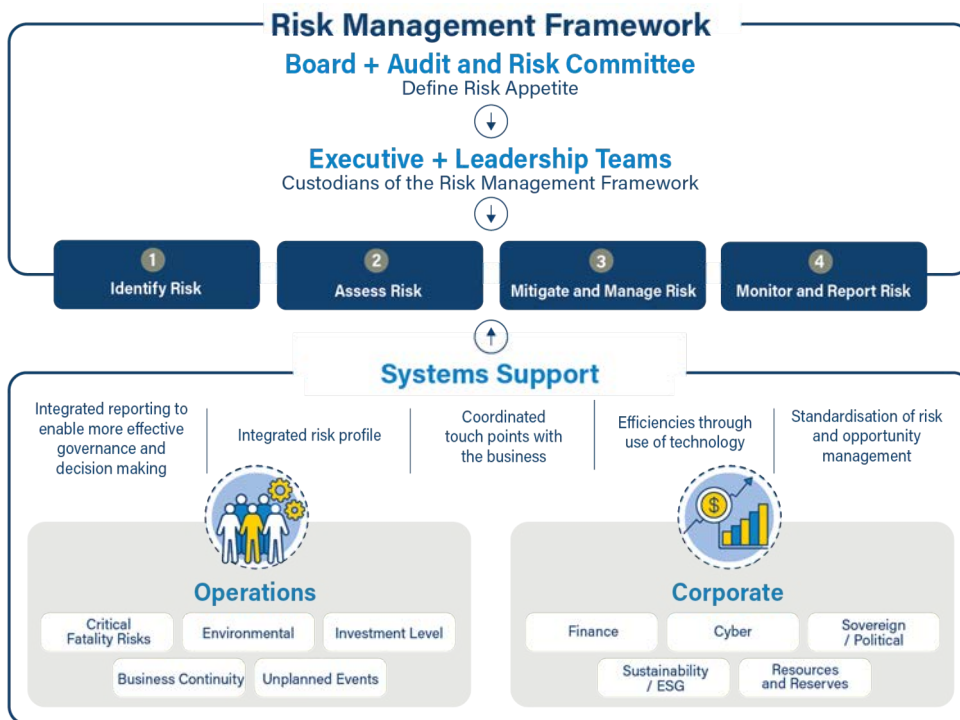 Risk Management Framework
Board + Audit and Risk Committee
Define Risk Appetite
Executive + Leadership Teams
Custodians of the Risk Management Framework
1
Identify Risk
2
Assess Risk
3
Mitigate and Manage Risk
4
Monitor and Report Risk
Systems Support
Integrated reporting to
enable more effective
governance and
decision making
Integrated risk profile
Coordinated
touch points with
the business
Efficiencies through
use of technology
Standardisation of risk
and opportunity
management
$
Operations
Critical
Fatality Risks
Environmental
Investment Level
Business Continuity
Unplanned Events
Corporate
Finance
Cyber
Sovereign
/ Political
Sustainability
/ ESG
Resources
and Reserves